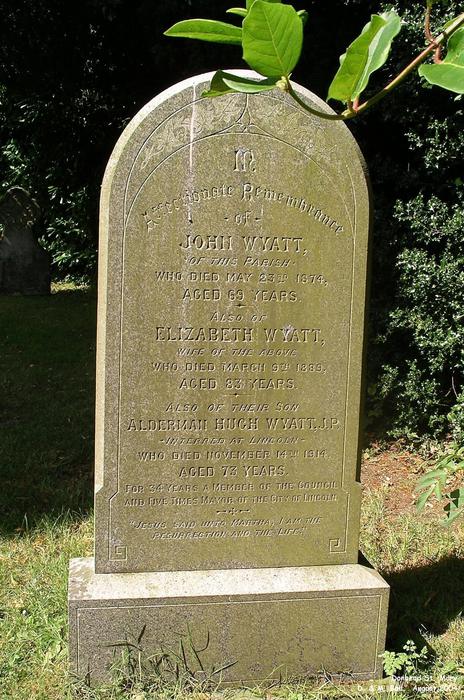 In
Affectionate Remembrance
- of -
JOHN WYATT,
OF THIS PARISH
WHO DIED MAY 23RD 1874,
AGED 69 YEARS.
ALSO OF
ELIZABETH WYATT,
WIFE OF THE ABOVE
WHO DIED MARCH 9TH 1889,
AGED 83 YEARS.
ALSO OF THEIR SON
ALDERMAN HUGH WYATT, J.P.
- INTERRED AT LINCOLN -
WHO DIED NOVEMBER 14TH 1914
AGED 73 YEARS.
FOR 34 YEARS A MEMBER OF THE COUNCIL
AND FIVE TIMES MAYOR OF THE CITY OF LINCOLN.
"JESUS SAID UNTO MARTHA, I AM THE
RESURRECTION AND THE LIFE."
St. Mary
August